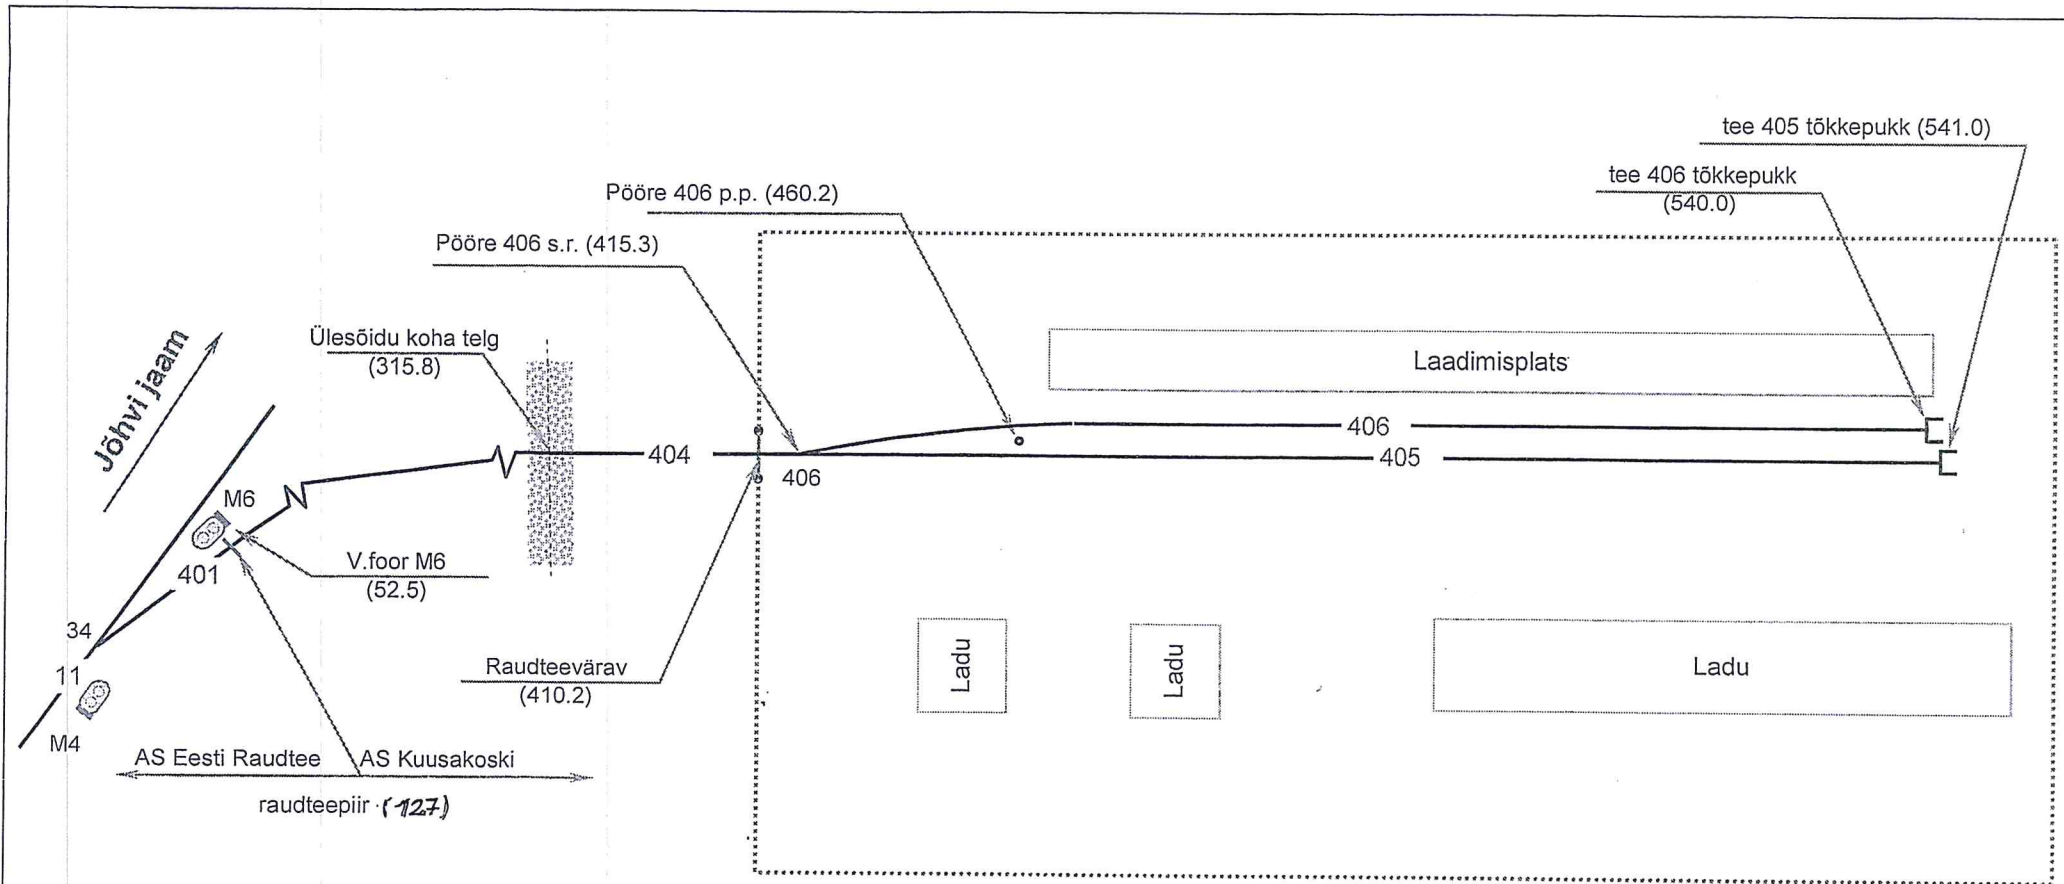 tee 405 tõkkepukk (541.0)
tee 406 tõkkepukk
(540.0)
Pööre 406 p.p. (460.2)
Pööre 406 s.r. (415.3)
Ülesõidu koha telg
(315.8)
Laadimisplats
Jõhvi jaam
406
404
405
406
M6
V.foor M6
(52.5)
401
34
11
M4
Raudteevärav
(410.2)
Ladu
Ladu
Ladu
AS Eesti Raudtee
AS Kuusakoski
raudteepiir (127)